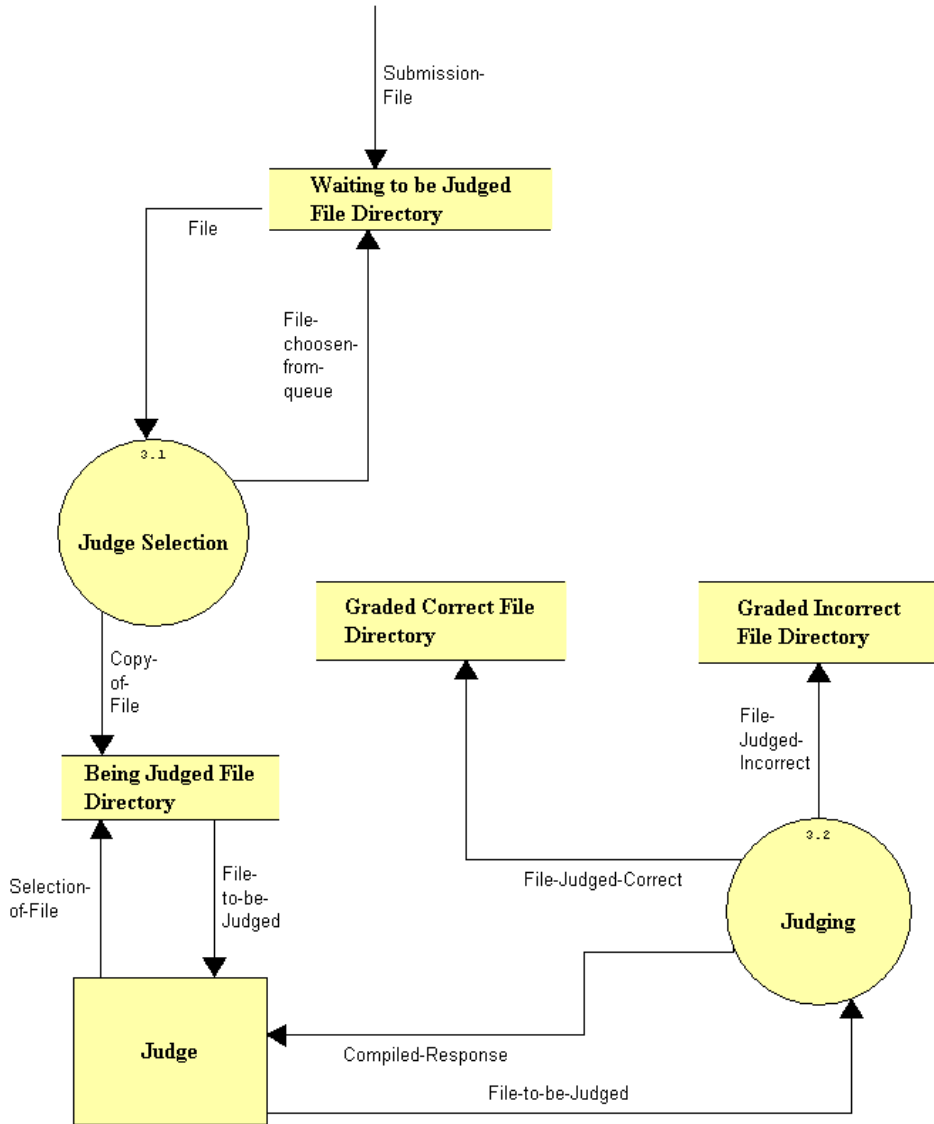 Submission-
File
Waiting to be Judged
File Directory
File
File-
choosen-
from-
queue
3.1
Judge Selection
Graded Correct File
Directory
Graded Incorrect
File Directory
Copy-
of-
File
File-
Judged-
Incorrect
Being Judged File
Directory
3.2
Selection-
of-File
File-
to-be-
Judged
File-Judged-Correct
Judging
Judge
Compiled-Response
File-to-be-Judged